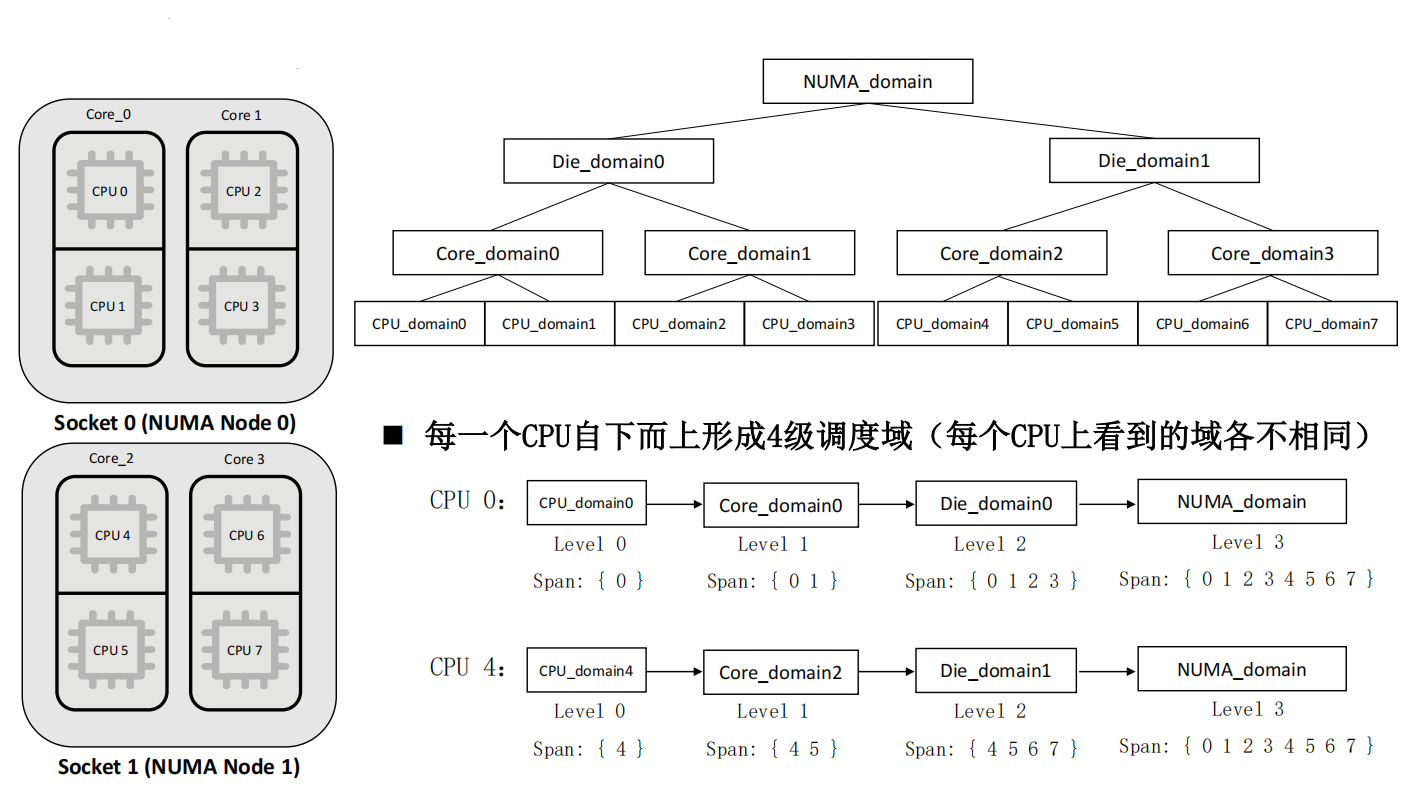 Core_0 Core 1
CPU 0 CPU 2
CPU 1 CPU 3
Socket 0 (NUMA Node 0)
Core_2 Core 3
CPU 4 CPU 6
CPU 5 CPU 7
Socket 1 (NUMA Node 1)
NUMA_domain
Die_domain0 Die_domain1
Core_domain0 Core_domain1 Core_domain2 Core_domain3
CPU_domain0 CPU_domain1 CPU_domain2 CPU_domain3 CPU_domain4 CPU_domain5 CPU_domain6 CPU_domain7
■ 每一个CPU自下而上形成4级调度域（每个CPU上看到的域各不相同）
CPU 0: CPU_domain0 Core_domain0 Die_domain0 NUMA_domain
Level 0 Level 1 Level 2 Level 3
Span: { 0 } Span: { 0 1 } Span: { 0 1 2 3 } Span: { 0 1 2 3 4 5 6 7 }
CPU 4: CPU_domain4 Core_domain2 Die_domain1 NUMA_domain
Level 0 Level 1 Level 2 Level 3
Span: { 4 } Span: { 4 5 } Span: { 4 5 6 7 } Span: { 0 1 2 3 4 5 6 7 }